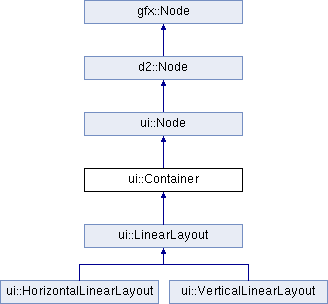 gfx::Node
d2::Node
ui::Node
ui::Container
ui::LinearLayout
ui::HorizontalLinearLayout
ui::VerticalLinearLayout